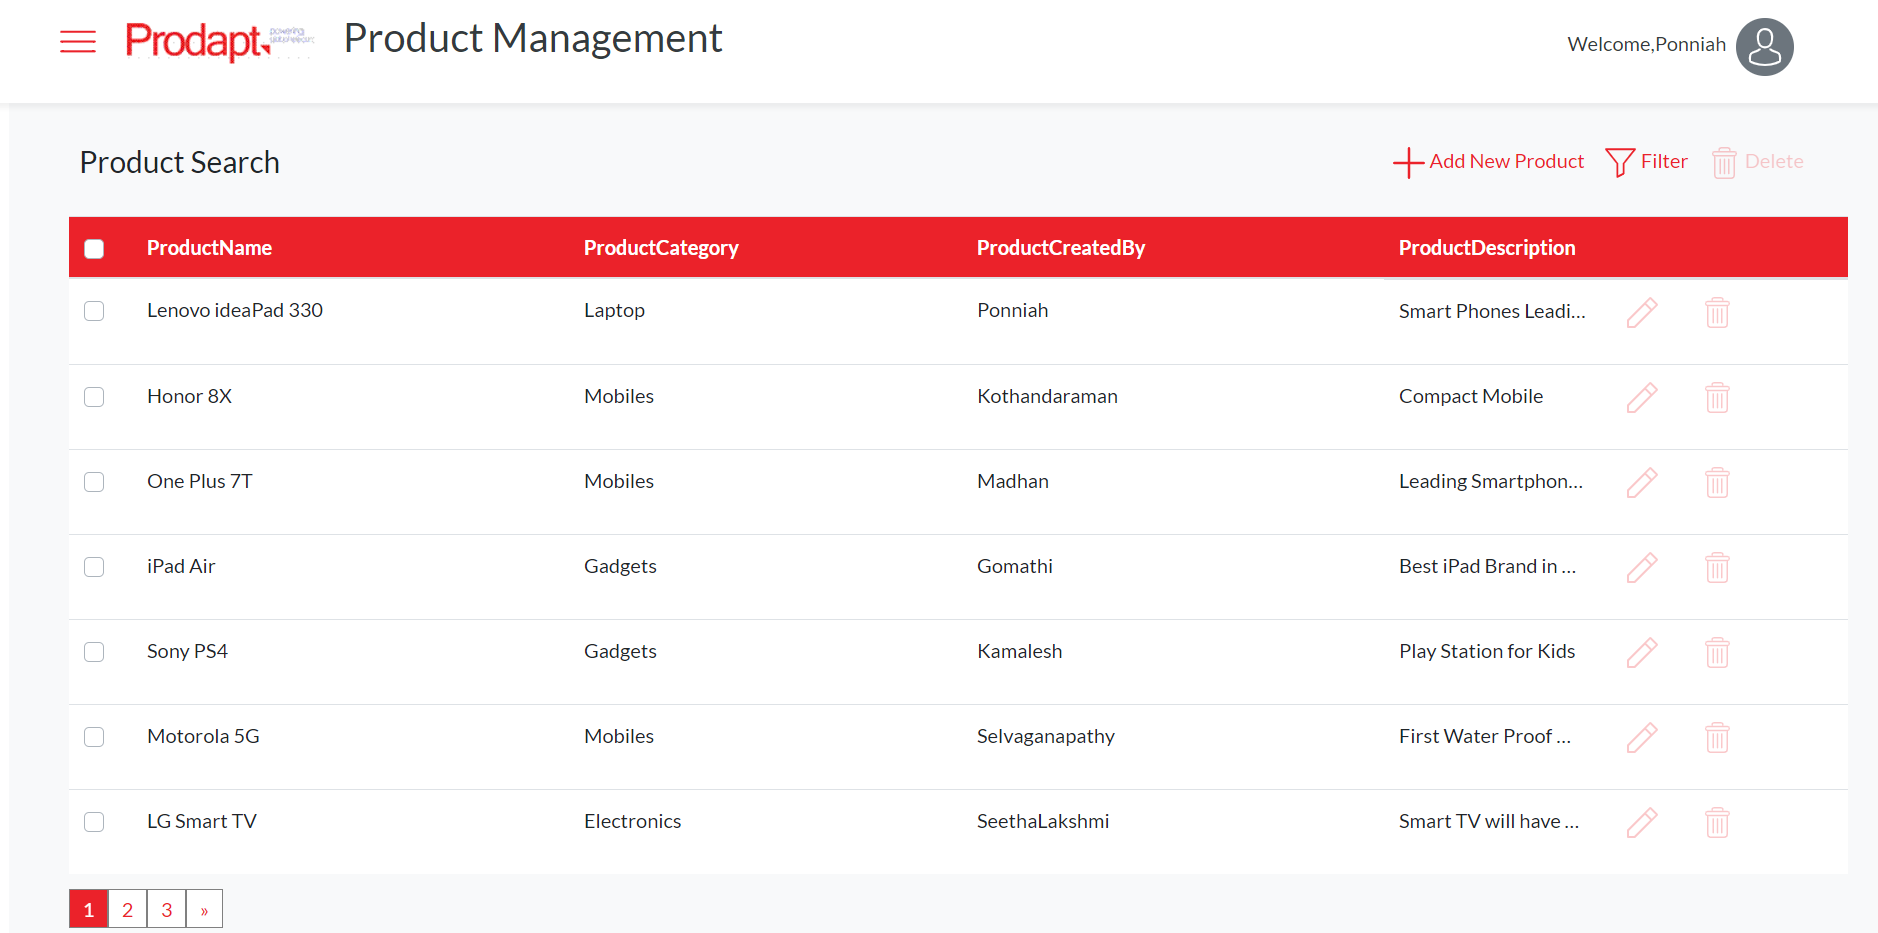 Prodapt
Product Management
Welcome,Ponniah
Product Search
Add New Product Filter Delete
ProductName ProductCategory ProductCreatedBy ProductDescription
Lenovo ideaPad 330 Laptop Ponniah Smart Phones Leadi...
Honor 8X Mobiles Kothandaraman Compact Mobile
One Plus 7T Mobiles Madhan Leading Smartphon...
iPad Air Gadgets Gomathi Best iPad Brand in ...
Sony PS4 Gadgets Kamalesh Play Station for Kids
Motorola 5G Mobiles Selvaganapathy First Water Proof ...
LG Smart TV Electronics SeethaLakshmi Smart TV will have ...
1 2 3 »